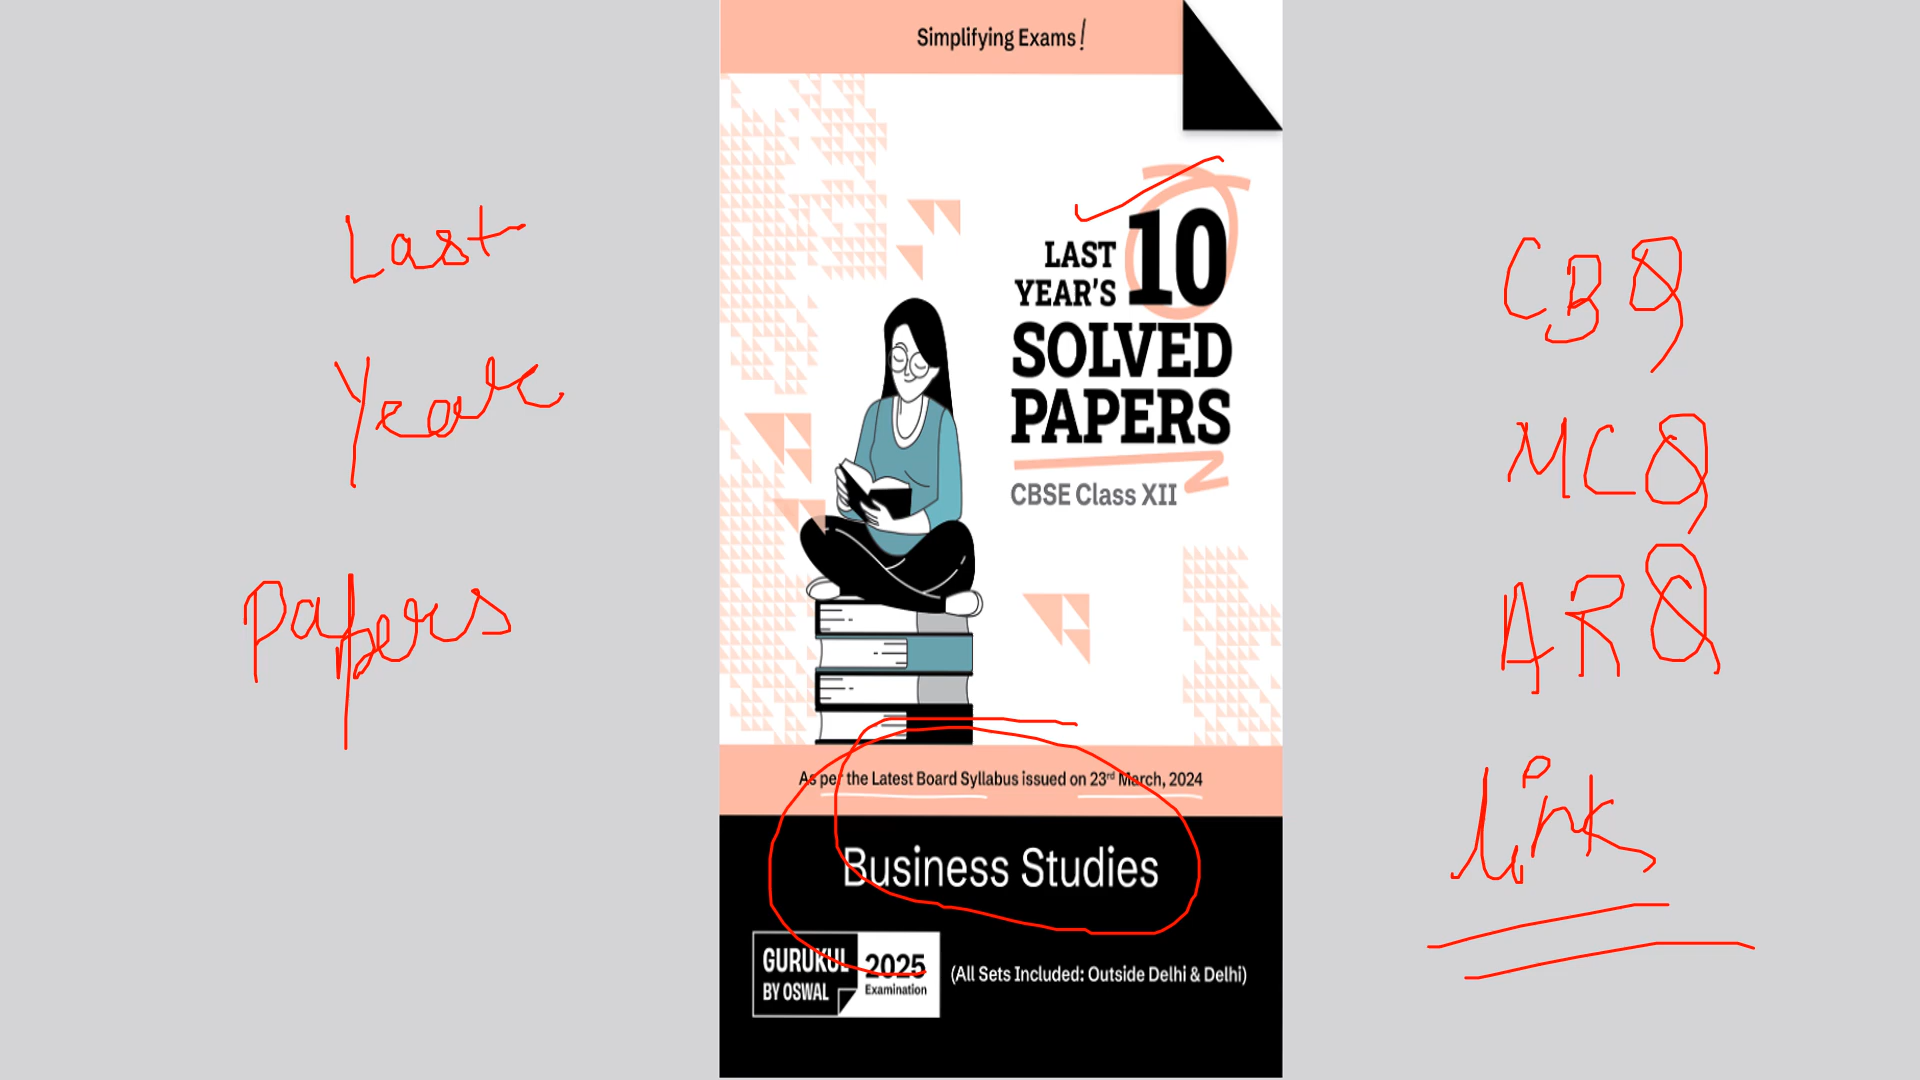 Simplifying Exams!
LAST
YEAR'S 10
SOLVED
PAPERS
CBSE Class XII
As per the Latest Board Syllabus issued on 23rd March, 2024
Business Studies
GURUKUL
BY OSWAL
2025
Examination
(All Sets Included: Outside Delhi & Delhi)
Last
Year
Papers
CBQ
MCQ
ARQ
Link